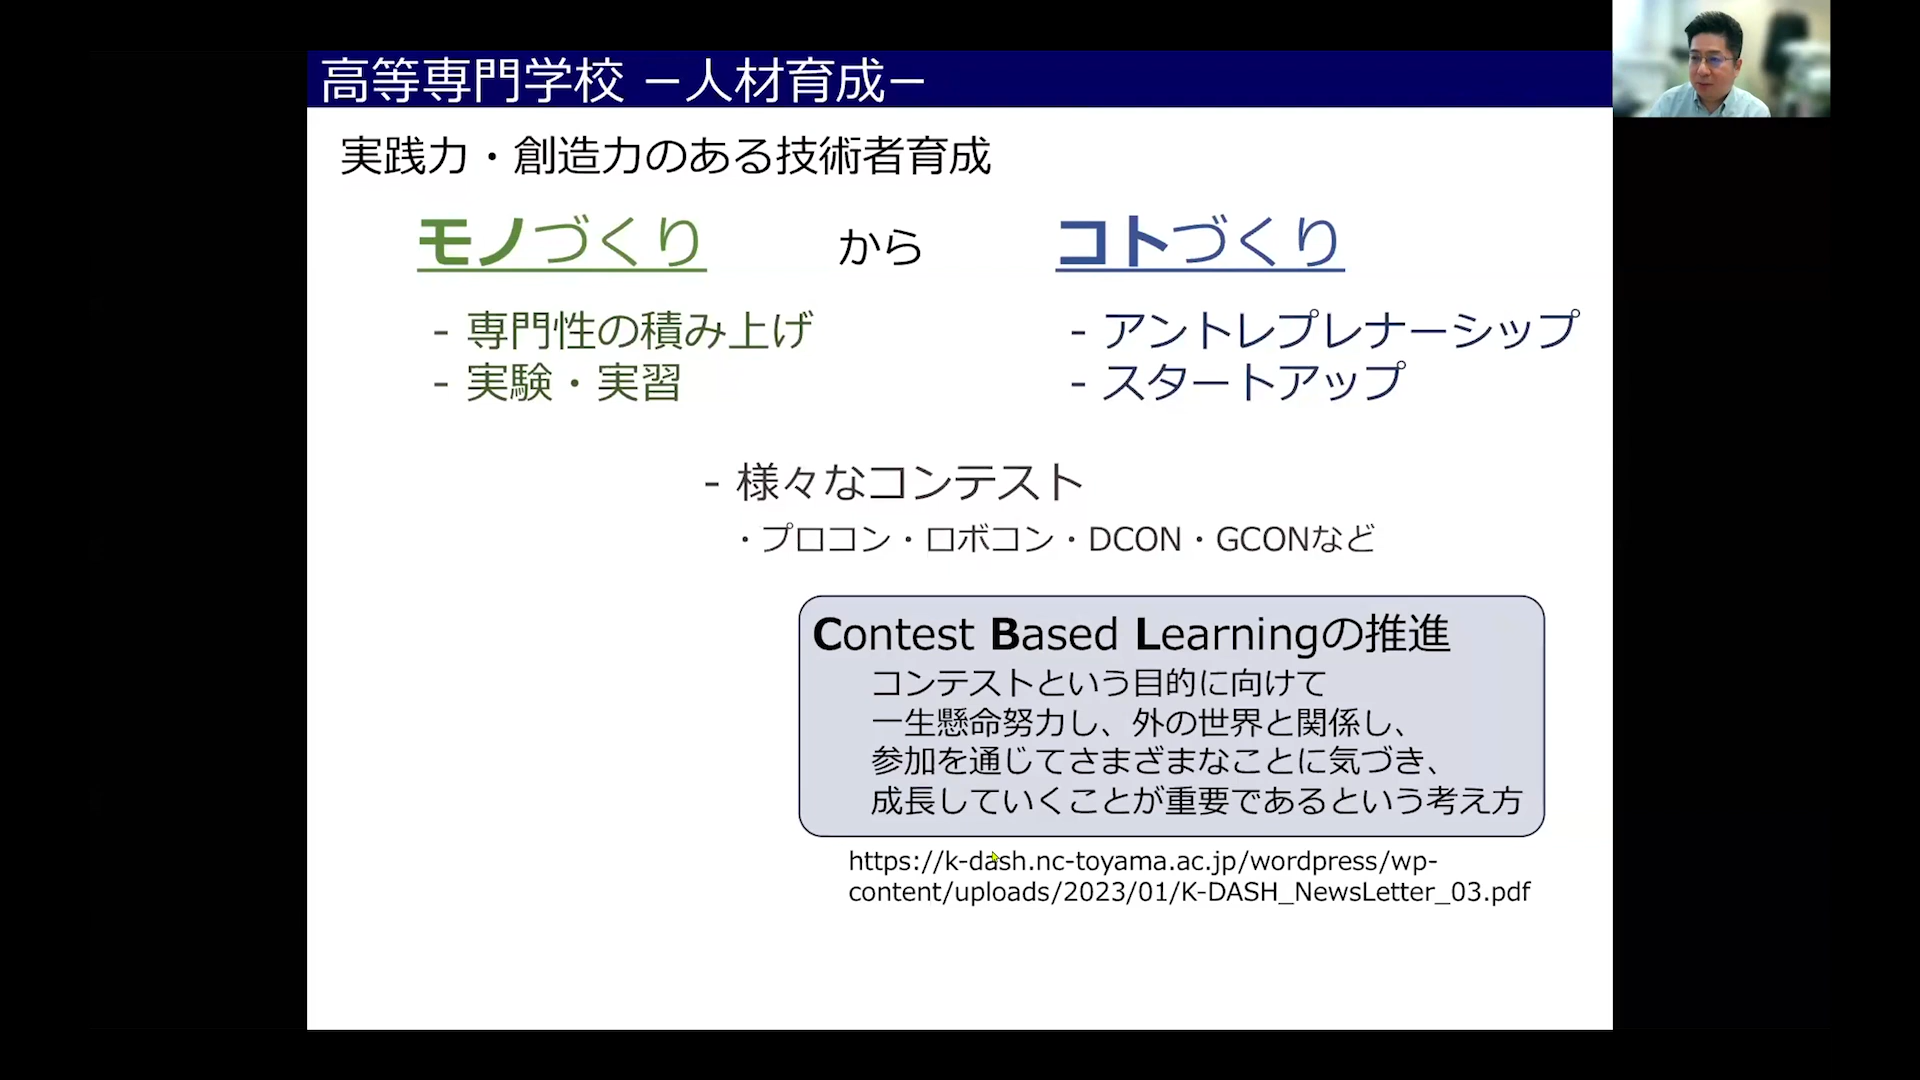 高等専門学校 －人材育成－
実践力・創造力のある技術者育成
モノづくり から コトづくり
- 専門性の積み上げ
- 実験・実習
- アントレプレナーシップ
- スタートアップ
- 様々なコンテスト
・プロコン・ロボコン・DCON・GCONなど
Contest Based Learningの推進
コンテストという目的に向けて
一生懸命努力し、外の世界と関係し、
参加を通じてさまざまなことに気づき、
成長していくことが重要であるという考え方
https://k-dash.nc-toyama.ac.jp/wordpress/wp-
content/uploads/2023/01/K-DASH_NewsLetter_03.pdf